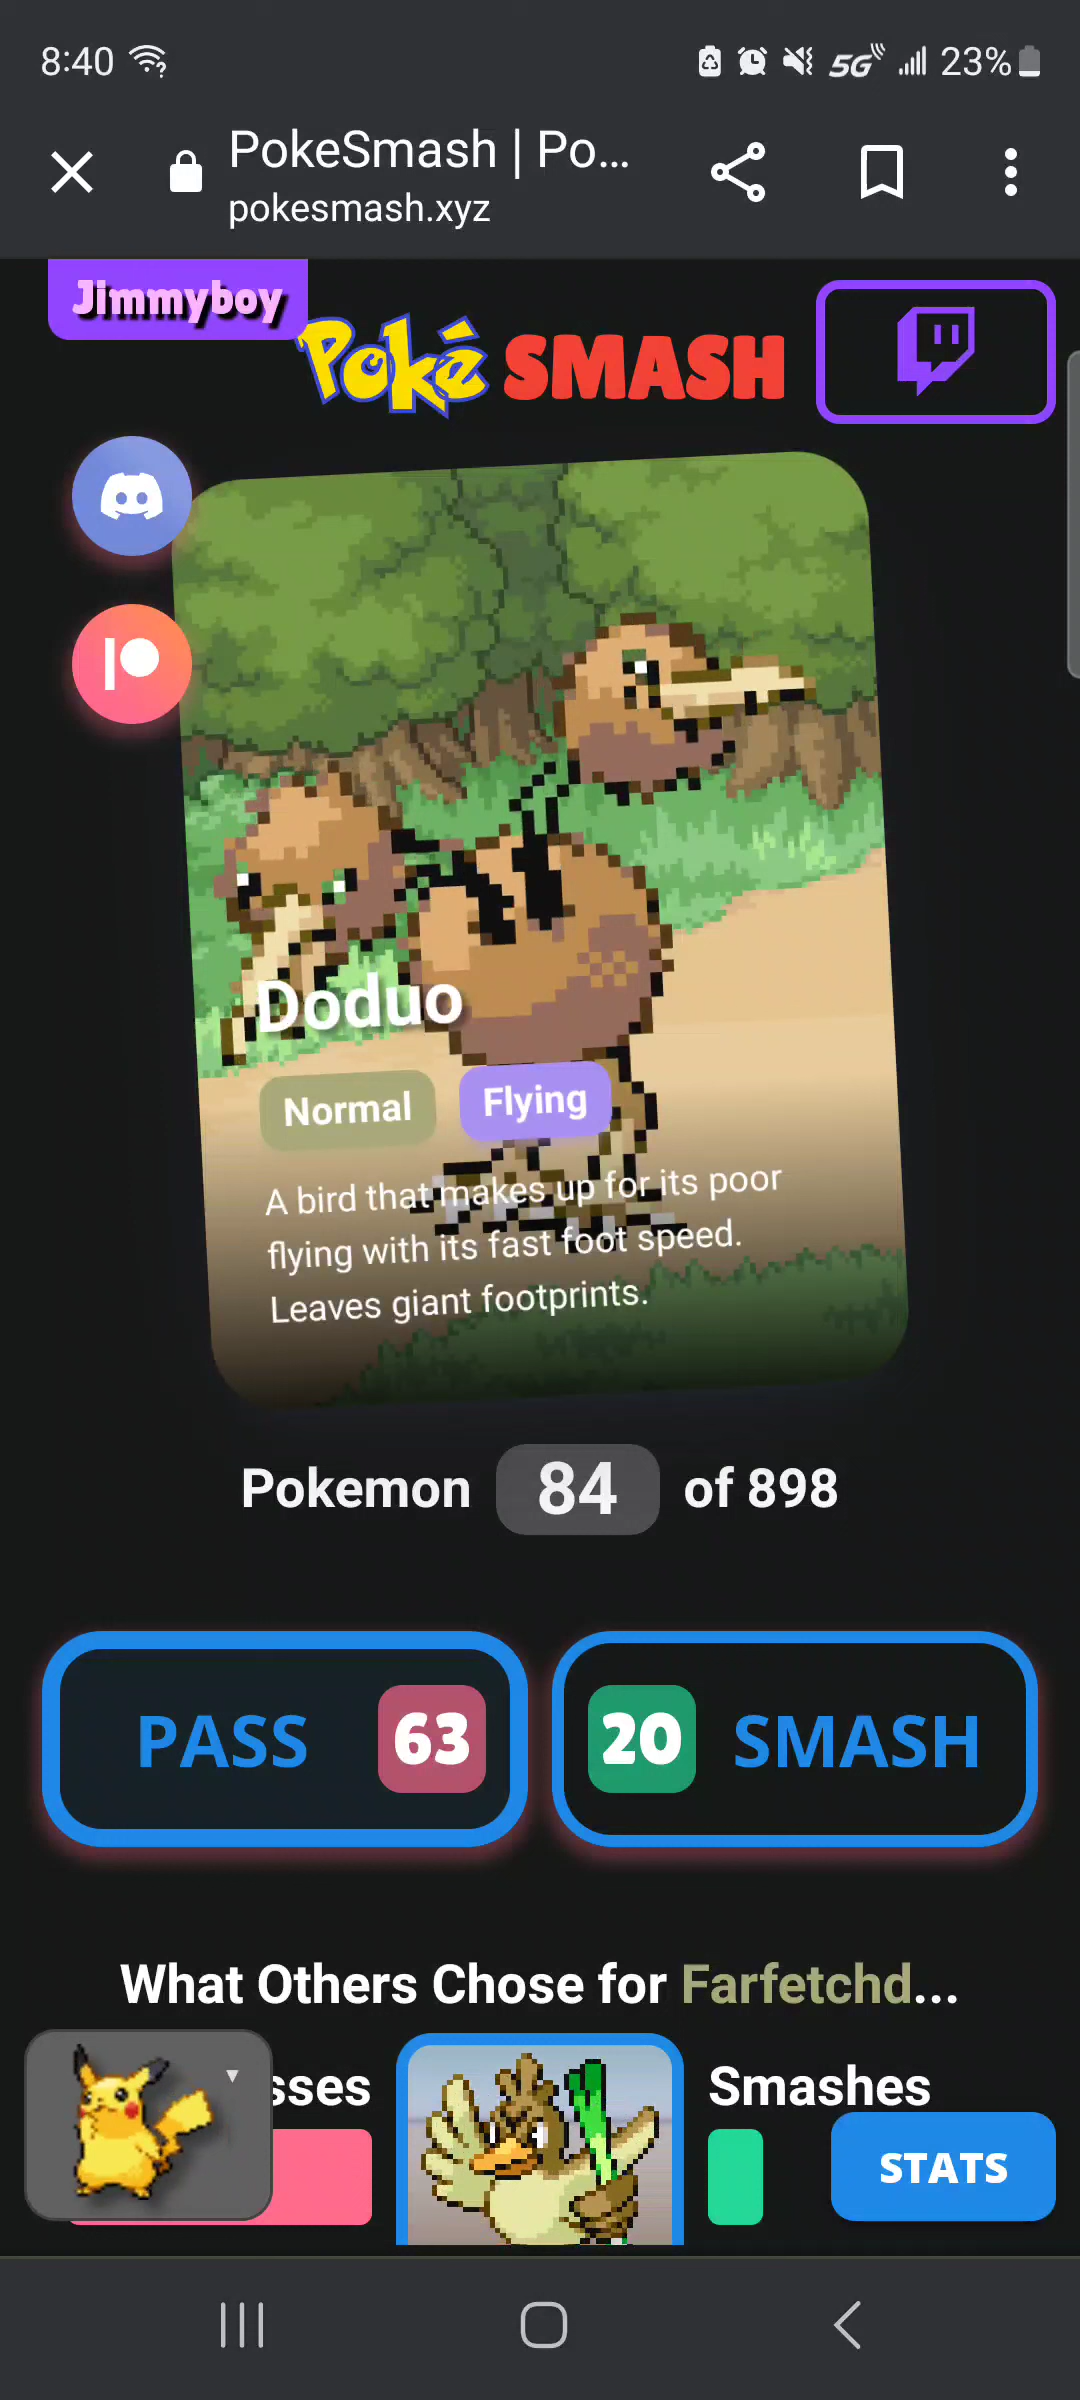 8:40
5G
23%
PokeSmash | Po...
pokesmash.xyz
Jimmyboy
Poké SMASH
Doduo
Normal
Flying
A bird that makes up for its poor
flying with its fast foot speed.
Leaves giant footprints.
Pokemon 84 of 898
PASS 63
20 SMASH
What Others Chose for Farfetchd...
sses
Smashes
STATS